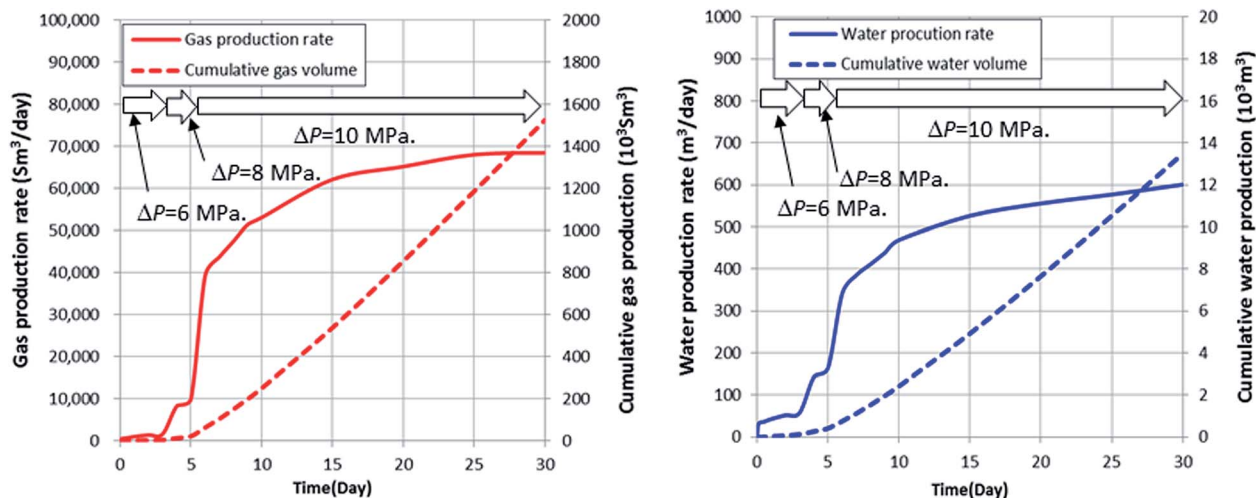 100,000
90,000
80,000
70,000
60,000
50,000
40,000
30,000
20,000
10,000
0
Gas production rate (Sm³/day)
Gas production rate
Cumulative gas volume
ΔP=10 MPa.
ΔP=8 MPa.
ΔP=6 MPa.
2000
1800
1600
1400
1200
1000
800
600
400
200
0
Cumulative gas production (10³Sm³)
0 5 10 15 20 25 30
Time(Day)
1000
900
800
700
600
500
400
300
200
100
0
Water production rate (m³/day)
Water procution rate
Cumulative water volume
ΔP=10 MPa.
ΔP=8 MPa.
ΔP=6 MPa.
20
18
16
14
12
10
8
6
4
2
0
Cumulative water production (10³m³)
0 5 10 15 20 25 30
Time(Day)